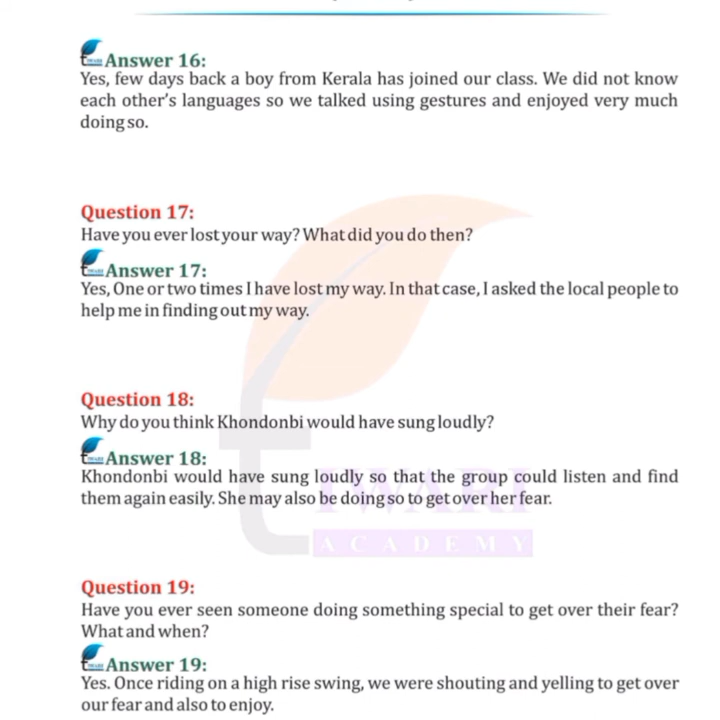 Answer 16:
Yes, few days back a boy from Kerala has joined our class. We did not know
each other's languages so we talked using gestures and enjoyed very much
doing so.
Question 17:
Have you ever lost your way? What did you do then?
Answer 17:
Yes, One or two times I have lost my way. In that case, I asked the local people to
help me in finding out my way.
Question 18:
Why do you think Khondonbi would have sung loudly?
Answer 18:
Khondonbi would have sung loudly so that the group could listen and find
them again easily. She may also be doing so to get over her fear.
TIWARI
ACADEMY
Question 19:
Have you ever seen someone doing something special to get over their fear?
What and when?
Answer 19:
Yes. Once riding on a high rise swing, we were shouting and yelling to get over
our fear and also to enjoy.